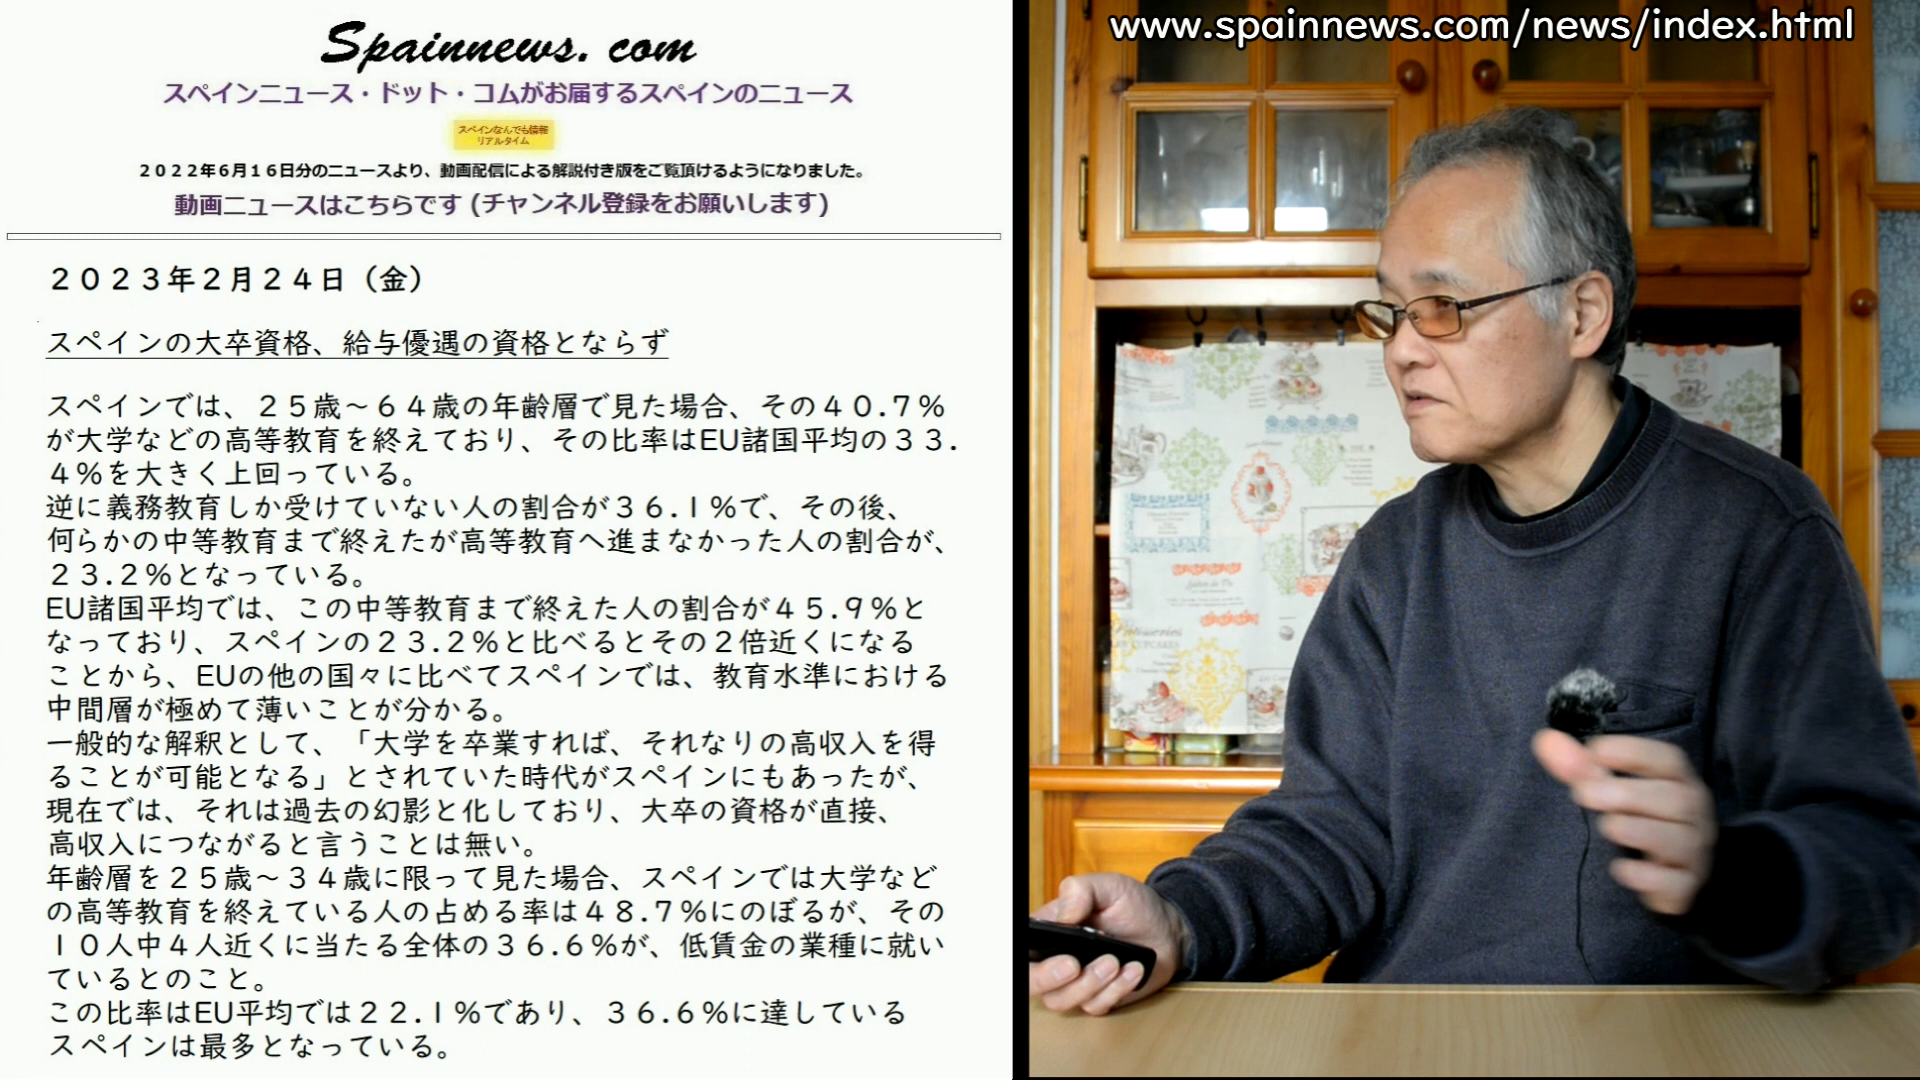 Spainnews. com
スペインニュース・ドット・コムがお届するスペインのニュース
スペインなんでも情報
リアルタイム
２０２２年６月１６日分のニュースより、動画配信による解説付き版をご覧頂けるようになりました。
動画ニュースはこちらです (チャンネル登録をお願いします)
２０２３年２月２４日（金）
スペインの大卒資格、給与優遇の資格とならず
スペインでは、２５歳～６４歳の年齢層で見た場合、その４０.７％
が大学などの高等教育を終えており、その比率はEU諸国平均の３３.
４％を大きく上回っている。
逆に義務教育しか受けていない人の割合が３６.１％で、その後、
何らかの中等教育まで終えたが高等教育へ進まなかった人の割合が、
２３.２％となっている。
EU諸国平均では、この中等教育まで終えた人の割合が４５.９％と
なっており、スペインの２３.２％と比べるとその２倍近くになる
ことから、EUの他の国々に比べてスペインでは、教育水準における
中間層が極めて薄いことが分かる。
一般的な解釈として、「大学を卒業すれば、それなりの高収入を得
ることが可能となる」とされていた時代がスペインにもあったが、
現在では、それは過去の幻影と化しており、大卒の資格が直接、
高収入につながると言うことは無い。
年齢層を２５歳～３４歳に限って見た場合、スペインでは大学など
の高等教育を終えている人の占める率は４８.７％にのぼるが、その
１０人中４人近くに当たる全体の３６.６％が、低賃金の業種に就い
ているとのこと。
この比率はEU平均では２２.１％であり、３６.６％に達している
スペインは最多となっている。
www.spainnews.com/news/index.html